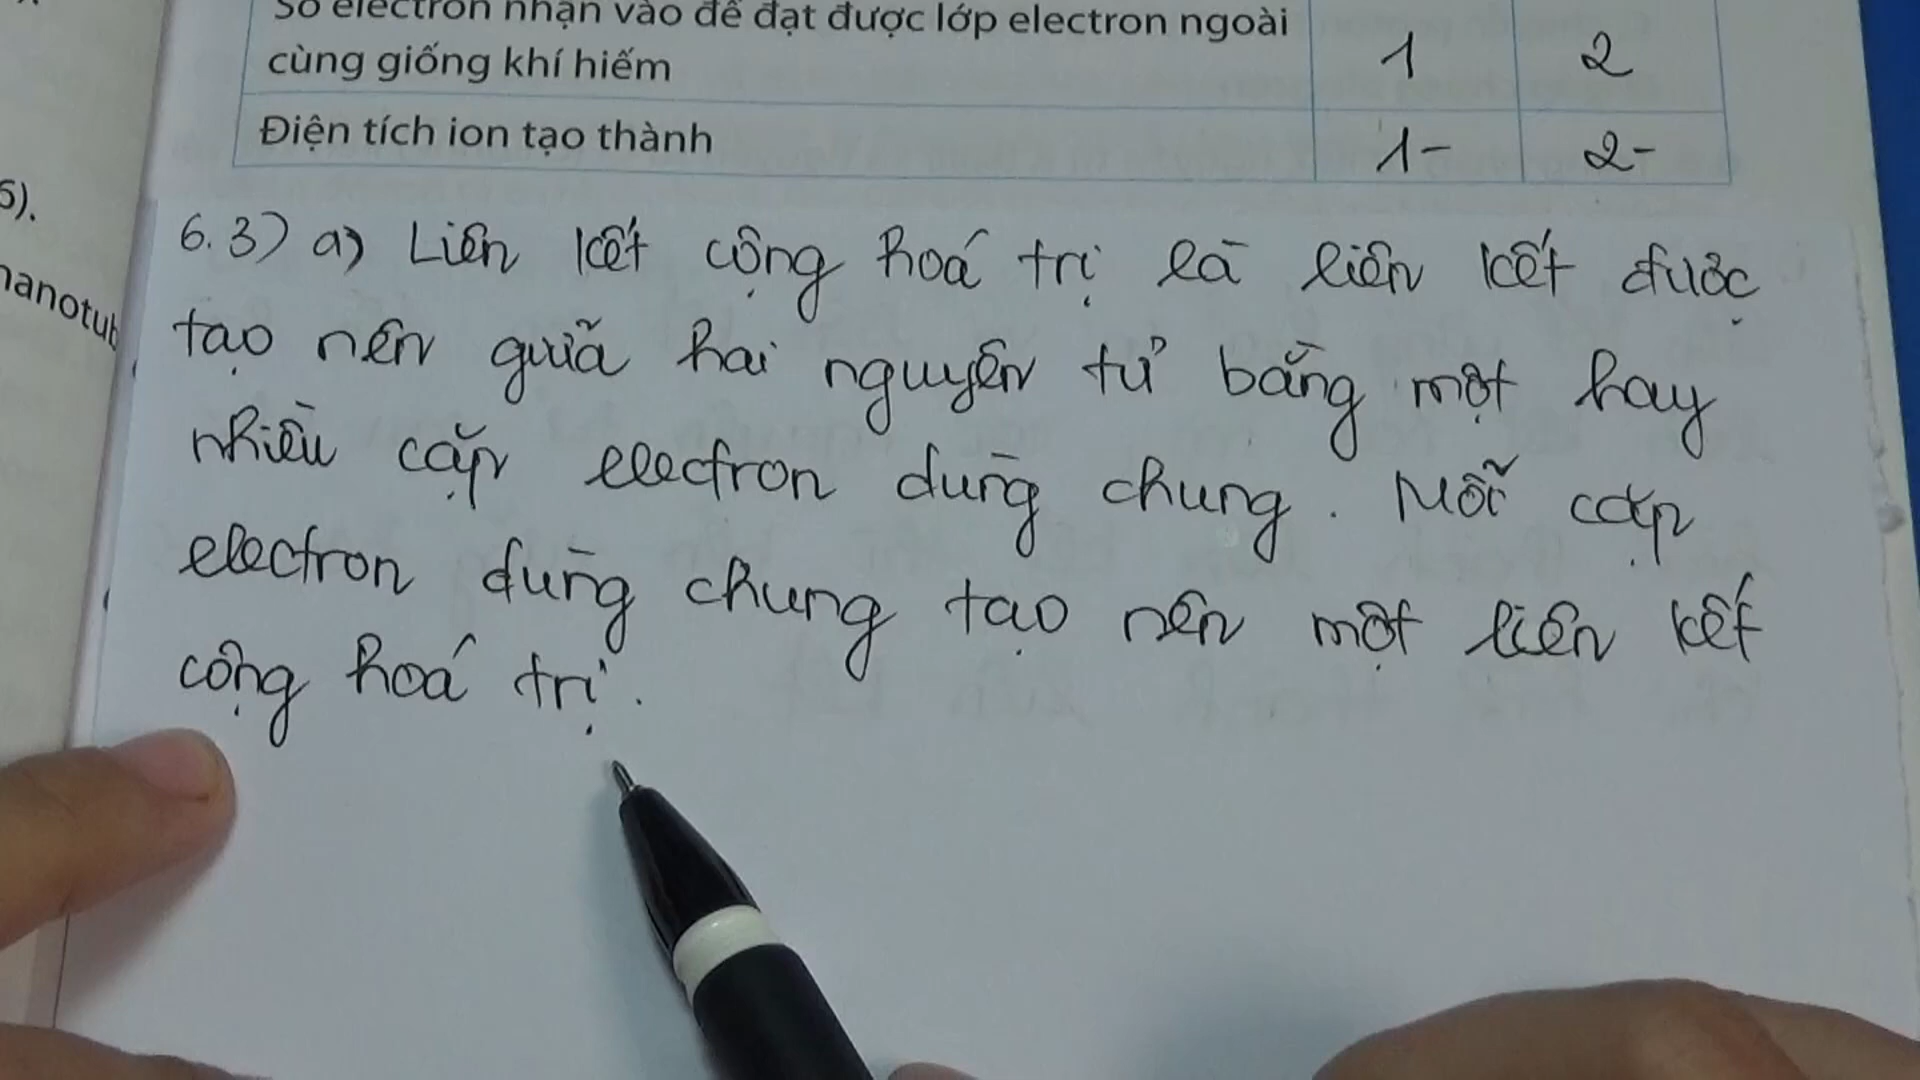 Số electron nhận vào để đạt được lớp electron ngoài
cùng giống khí hiếm 1 2
Điện tích ion tạo thành 1- 2-
5).
nanotub
6.3) a) Liên kết cộng hoá trị là liên kết được
tạo nên giữa hai nguyên tử bằng một hay
nhiều cặp electron dùng chung. Mỗi cặp
electron dùng chung tạo nên một liên kết
cộng hoá trị.